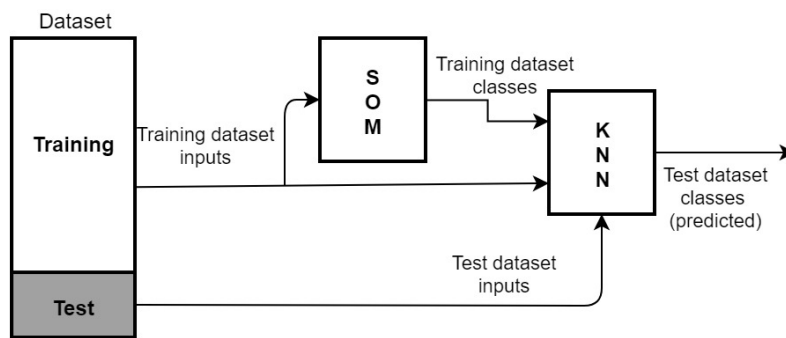 Dataset
Training
Test
Training dataset
inputs
S
O
M
Training dataset
classes
K
N
N
Test dataset
inputs
Test dataset
classes
(predicted)